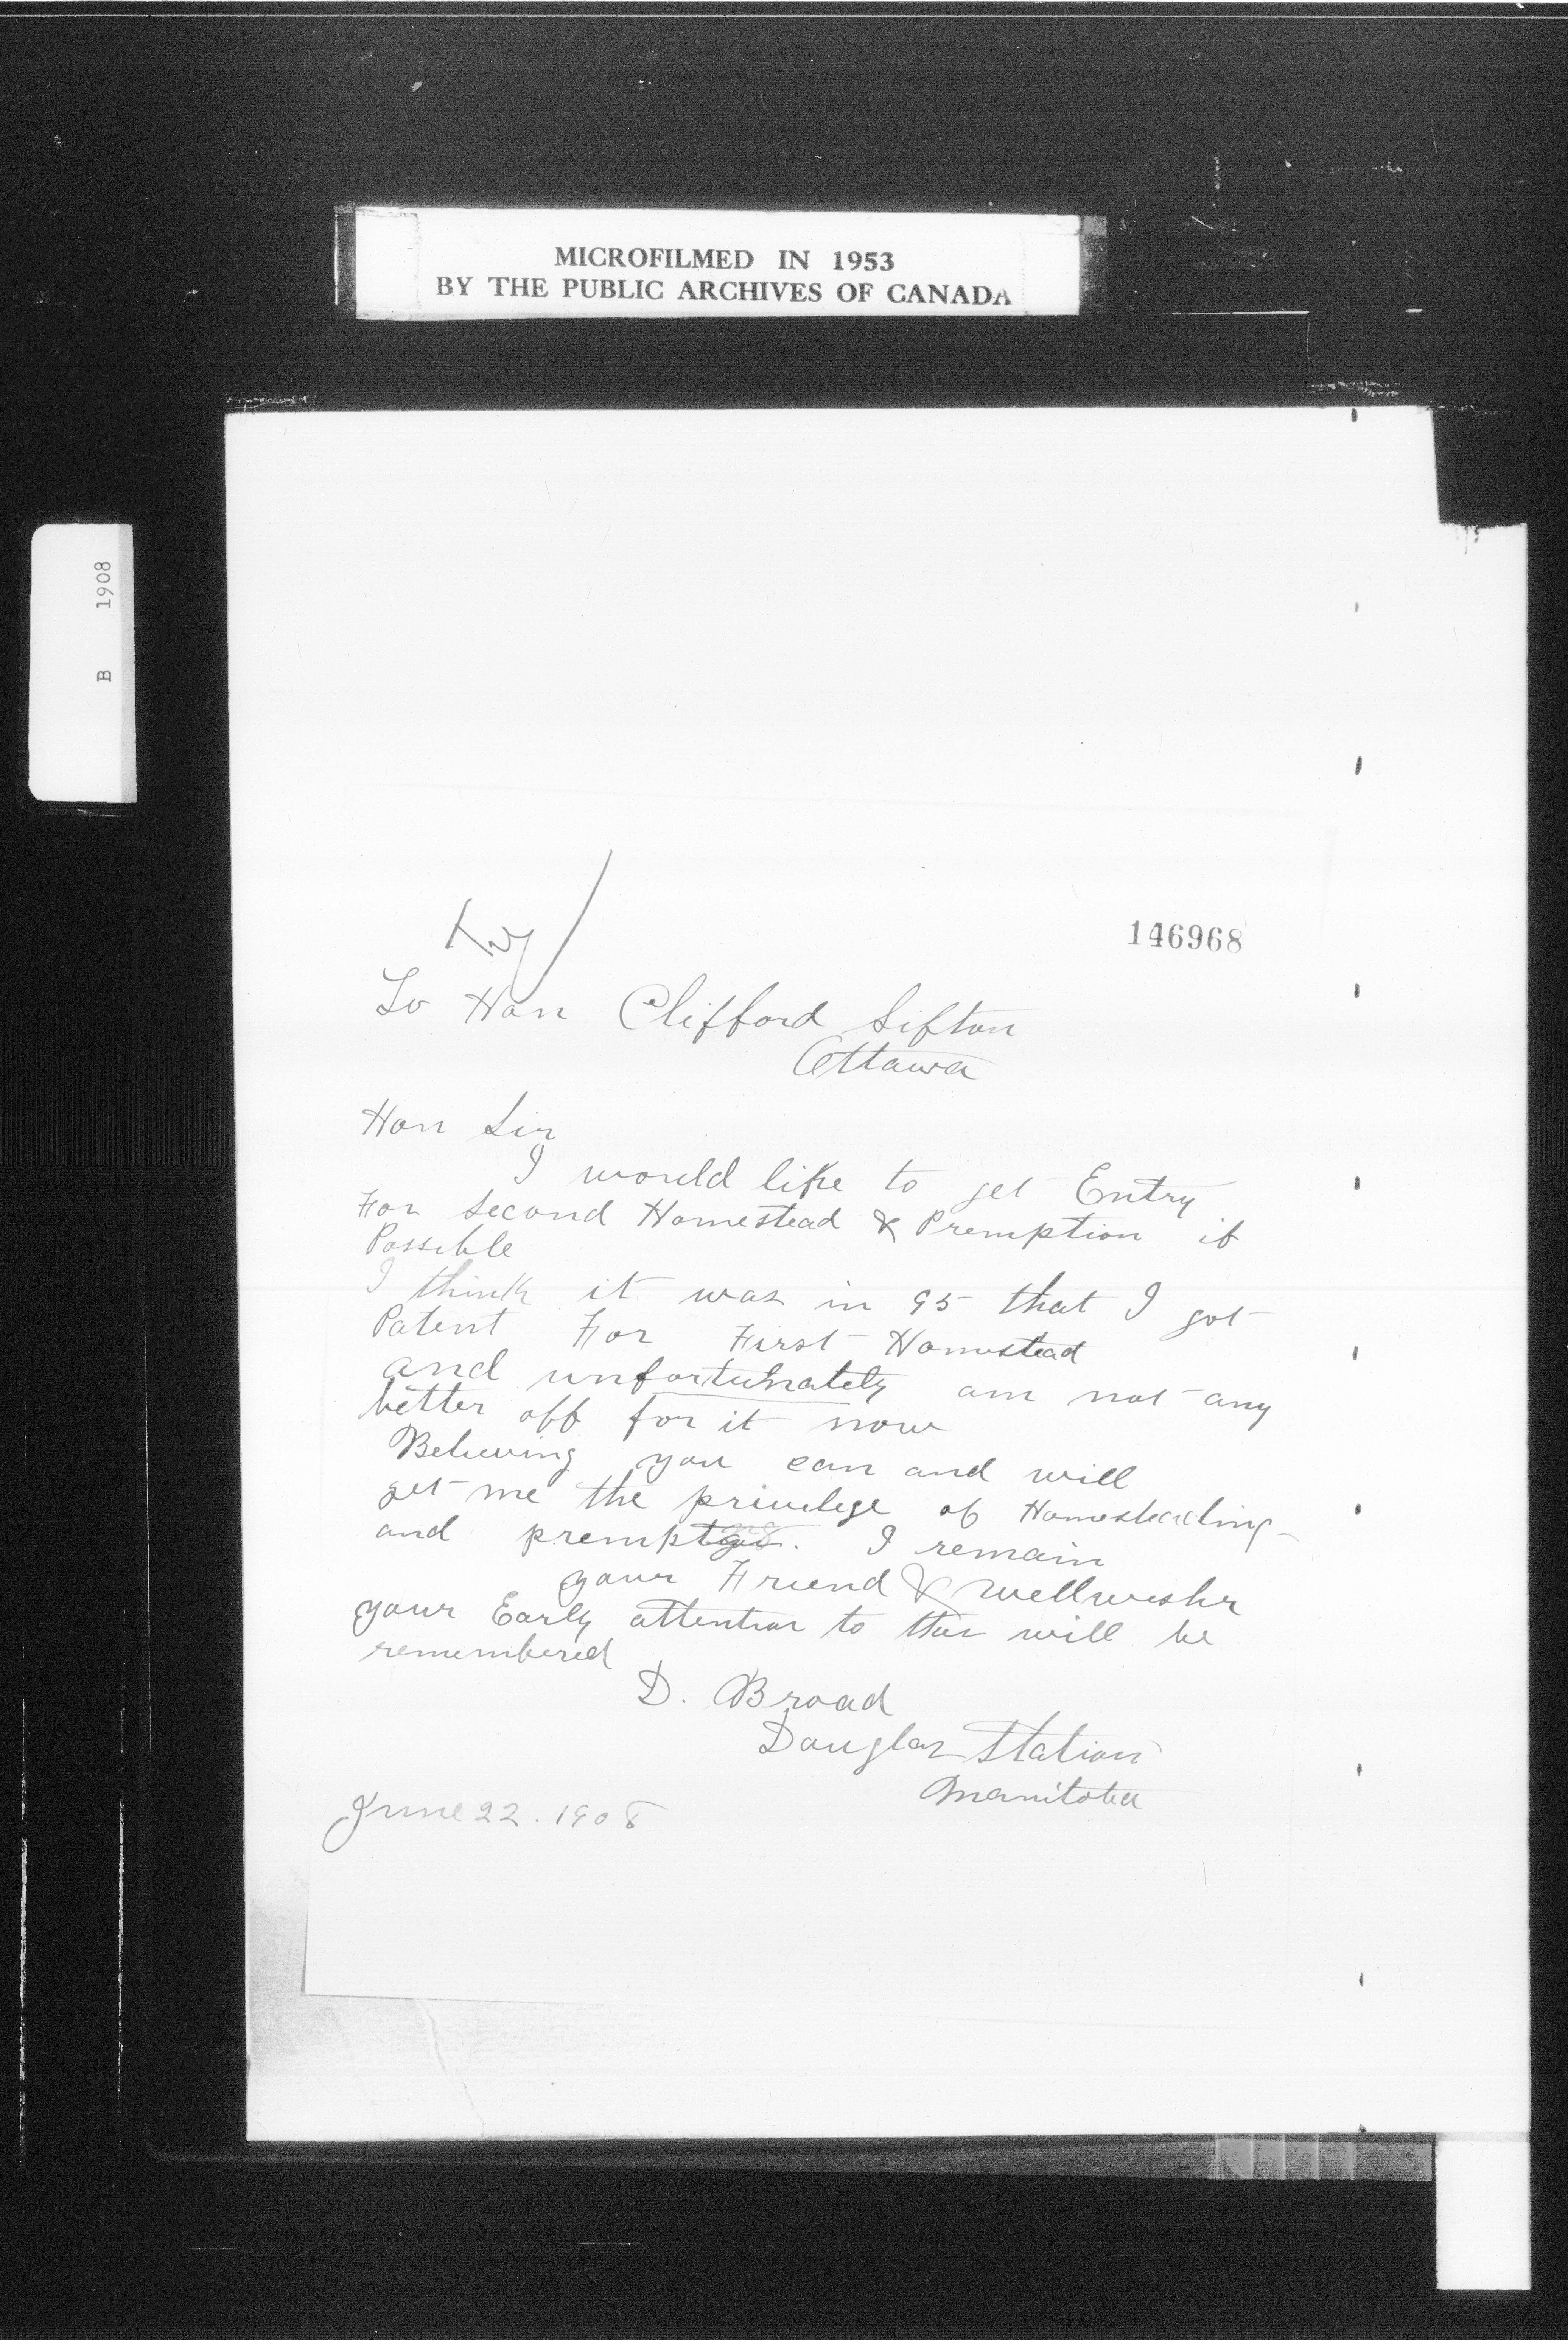 MICROFILMED IN 1953
BY THE PUBLIC ARCHIVES OF CANADA
B 1908
146968
To Hon Clifford Sifton
Ottawa
Hon Sir
I would like to get Entry
For Second Homestead & Premption if
Possible
I think it was in 95 that I got
Patent For First Homestead
and unfortunately am not any
better off for it now
Believing you can and will
get me the privilege of Homesteading
and . I remain
your Friend & wellwisher
your Early attention to this will be
remembered
D. Broad
Douglas Station
Manitoba
June 22. 1908